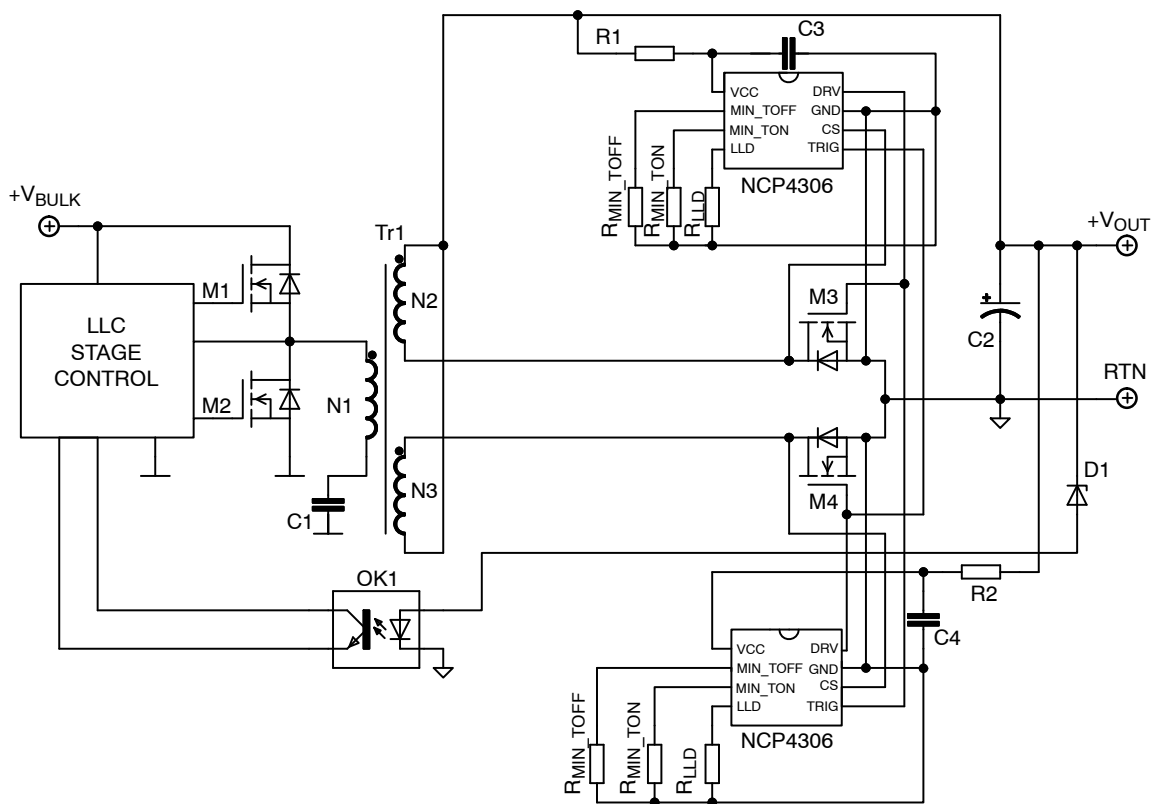 R1
C3
VCC
DRV
MIN_TOFF
GND
MIN_TON
CS
LLD
TRIG
NCP4306
RMIN_TOFF
RMIN_TON
RLLD
+VBULK
Tr1
+VOUT
M1
N2
M3
LLC
STAGE
CONTROL
C2
+
RTN
M2
N1
N3
M4
D1
C1
OK1
R2
C4
VCC
DRV
MIN_TOFF
GND
MIN_TON
CS
LLD
TRIG
NCP4306
RMIN_TOFF
RMIN_TON
RLLD